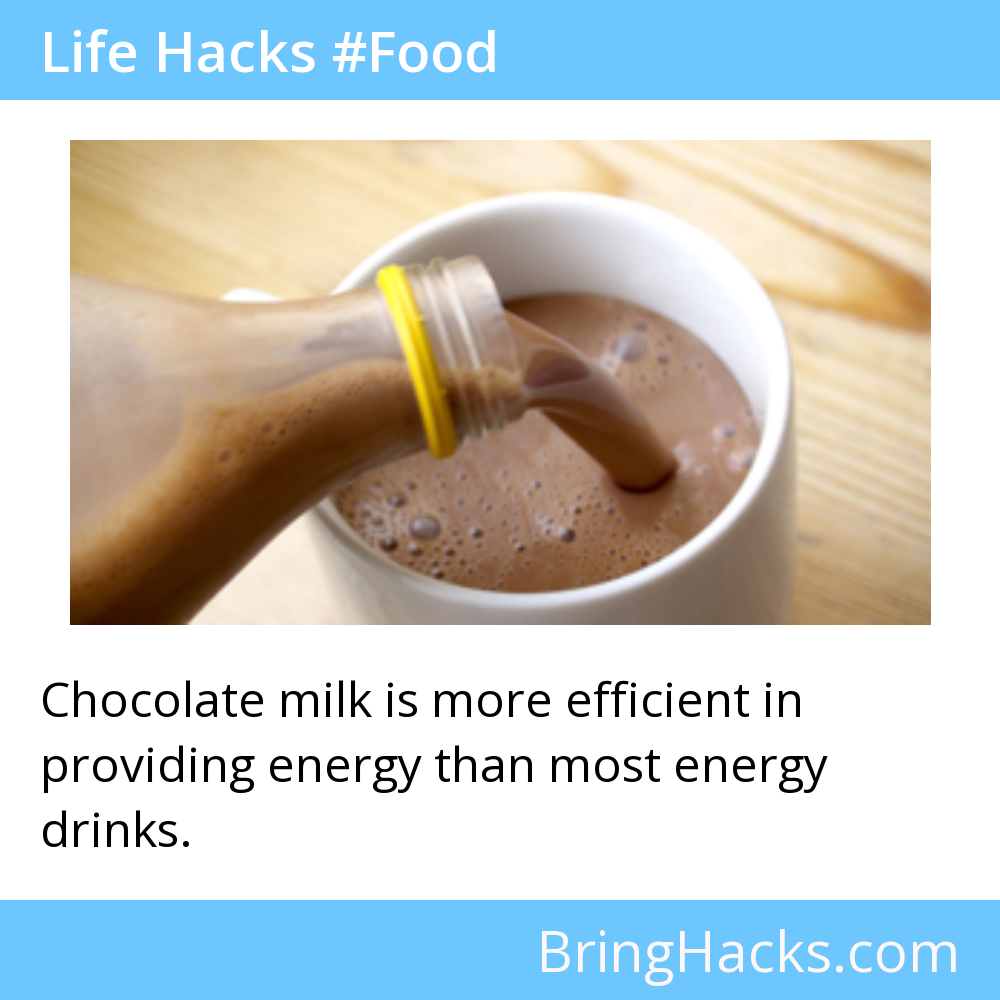 Life Hacks #Food
Chocolate milk is more efficient in
providing energy than most energy
drinks.
BringHacks.com